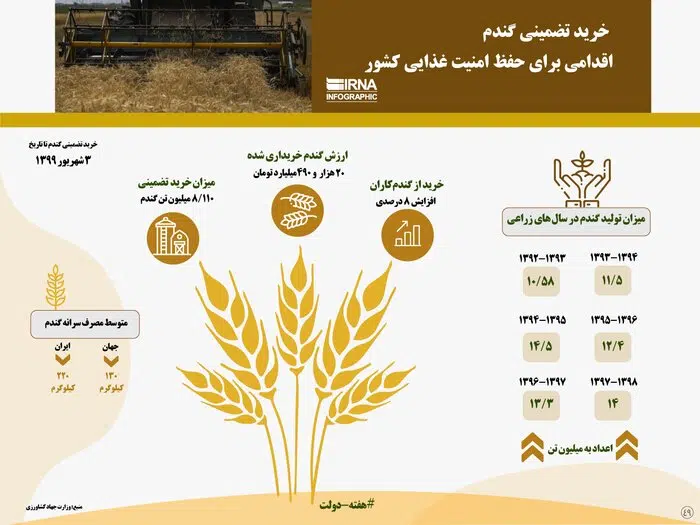 خرید تضمینی گندم
اقدامی برای حفظ امنیت غذایی کشور
IRNA
INFOGRAPHIC
خرید تضمینی گندم تا تاریخ
۳ شهریور ۱۳۹۹
ارزش گندم خریداری شده
۲۰ هزار و ۴۹۰ میلیارد تومان
خرید از گندم‌کاران
افزایش ۸ درصدی
میزان خرید تضمینی
۸/۱۱۰ میلیون تن گندم
میزان تولید گندم در سال های زراعی
۱۳۹۲-۱۳۹۳
۱۰/۵۸
۱۳۹۳-۱۳۹۴
۱۱/۵
۱۳۹۴-۱۳۹۵
۱۴/۵
۱۳۹۵-۱۳۹۶
۱۲/۴
۱۳۹۶-۱۳۹۷
۱۳/۳
۱۳۹۷-۱۳۹۸
۱۴
اعداد به میلیون تن
متوسط مصرف سرانه گندم
جهان
۱۳۰
کیلوگرم
ایران
۲۲۰
کیلوگرم
#هفته-دولت
منبع: وزارت جهاد کشاورزی
۴۹